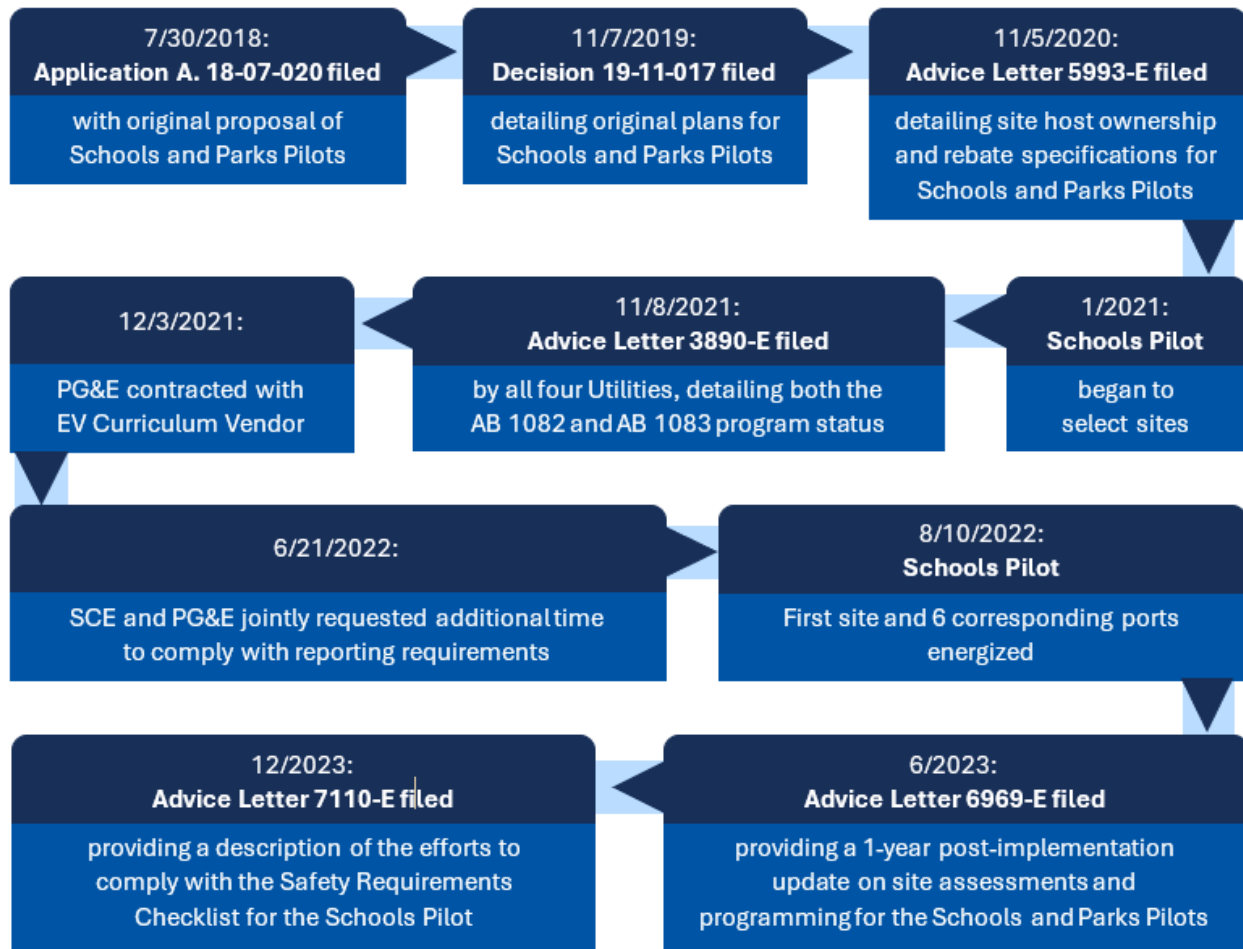 7/30/2018:
Application A. 18-07-020 filed
with original proposal of
Schools and Parks Pilots
11/7/2019:
Decision 19-11-017 filed
detailing original plans for
Schools and Parks Pilots
11/5/2020:
Advice Letter 5993-E filed
detailing site host ownership
and rebate specifications for
Schools and Parks Pilots
1/2021:
Schools Pilot
began to
select sites
11/8/2021:
Advice Letter 3890-E filed
by all four Utilities, detailing both the
AB 1082 and AB 1083 program status
12/3/2021:
PG&E contracted with
EV Curriculum Vendor
6/21/2022:
SCE and PG&E jointly requested additional time
to comply with reporting requirements
8/10/2022:
Schools Pilot
First site and 6 corresponding ports
energized
6/2023:
Advice Letter 6969-E filed
providing a 1-year post-implementation
update on site assessments and
programming for the Schools and Parks Pilots
12/2023:
Advice Letter 7110-E filed
providing a description of the efforts to
comply with the Safety Requirements
Checklist for the Schools Pilot